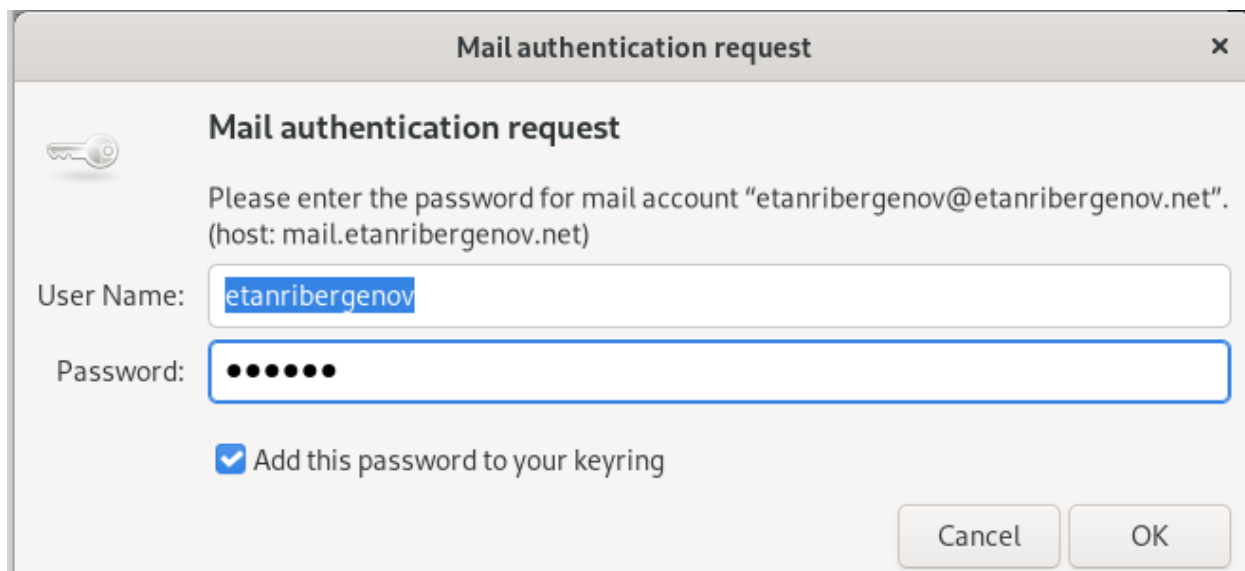 Mail authentication request
Mail authentication request
Please enter the password for mail account “etanribergenov@etanribergenov.net”.
(host: mail.etanribergenov.net)
User Name: etanribergenov
Password: ●●●●●●
Add this password to your keyring
Cancel OK